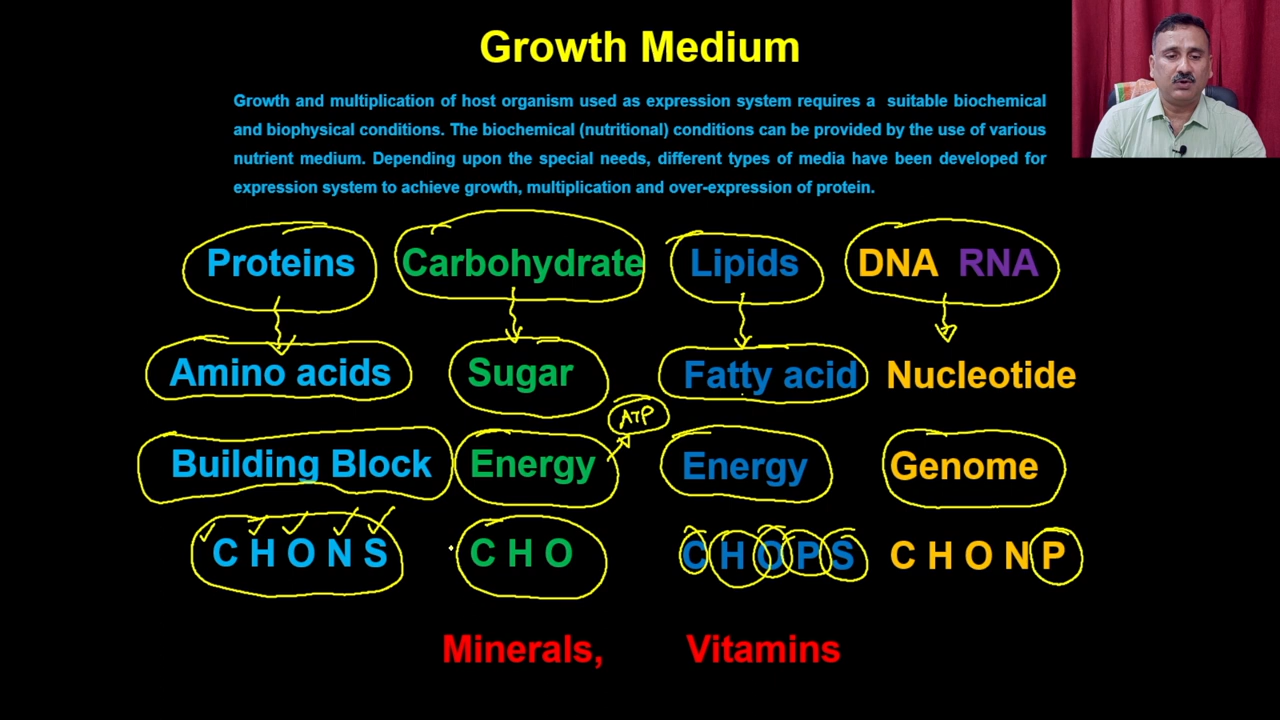 Growth Medium
Growth and multiplication of host organism used as expression system requires a suitable biochemical
and biophysical conditions. The biochemical (nutritional) conditions can be provided by the use of various
nutrient medium. Depending upon the special needs, different types of media have been developed for
expression system to achieve growth, multiplication and over-expression of protein.
Proteins Carbohydrate Lipids DNA RNA
Amino acids Sugar Fatty acid Nucleotide
ATP
Building Block Energy Energy Genome
C H O N S C H O C H O P S C H O N P
Minerals, Vitamins